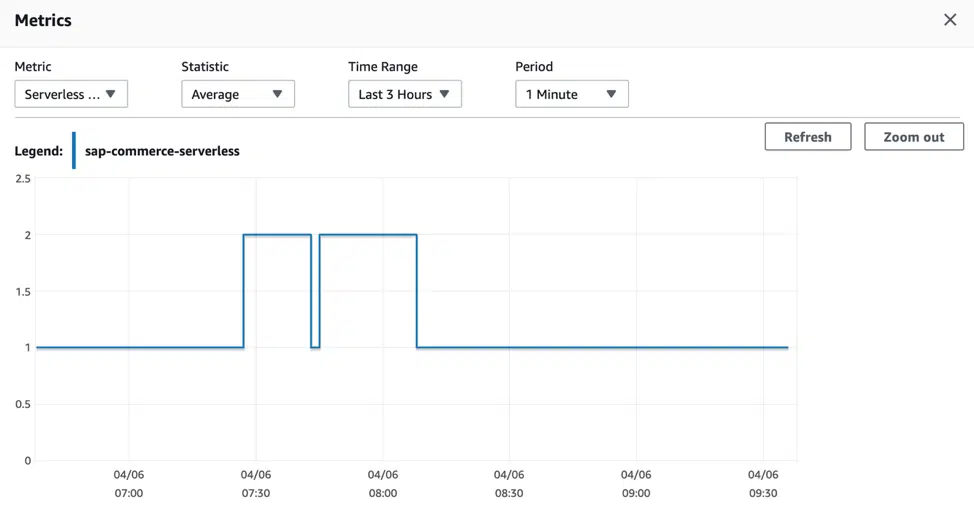 Metrics
Metric Statistic Time Range Period
Serverless ... Average Last 3 Hours 1 Minute
Refresh Zoom out
Legend: sap-commerce-serverless
2.5
2
1.5
1
0.5
0
04/06 04/06 04/06 04/06 04/06 04/06
07:00 07:30 08:00 08:30 09:00 09:30